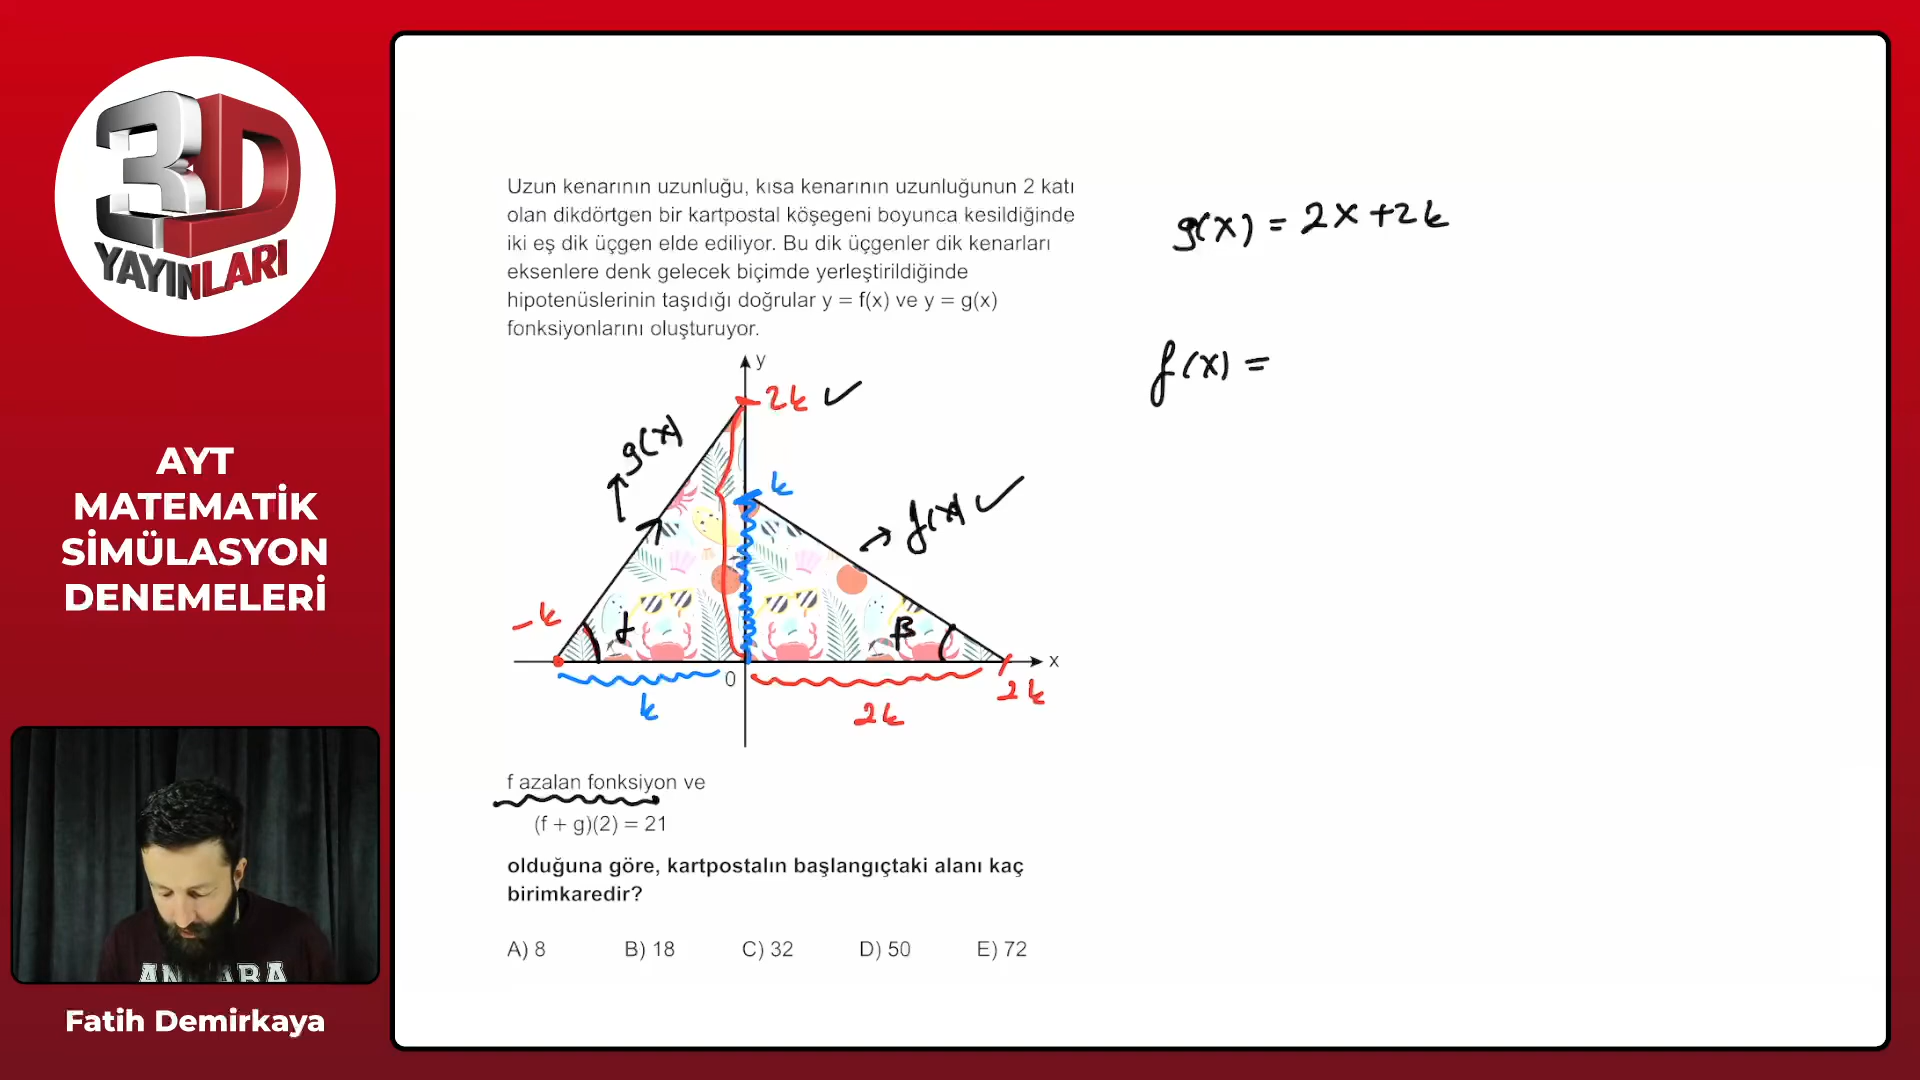 3D
YAYINLARI
AYT
MATEMATİK
SİMÜLASYON
DENEMELERİ
ANKARA
Fatih Demirkaya
Uzun kenarının uzunluğu, kısa kenarının uzunluğunun 2 katı
olan dikdörtgen bir kartpostal köşegeni boyunca kesildiğinde
iki eş dik üçgen elde ediliyor. Bu dik üçgenler dik kenarları
eksenlere denk gelecek biçimde yerleştirildiğinde
hipotenüslerinin taşıdığı doğrular y = f(x) ve y = g(x)
fonksiyonlarını oluşturuyor.
y
2k ✓
g(x)
k
f(x) ✓
-k
α
β
x
0
2k
k
2k
f azalan fonksiyon ve
(f + g)(2) = 21
olduğuna göre, kartpostalın başlangıçtaki alanı kaç
birimkaredir?
A) 8 B) 18 C) 32 D) 50 E) 72
g(x) = 2x+2k
f(x) =